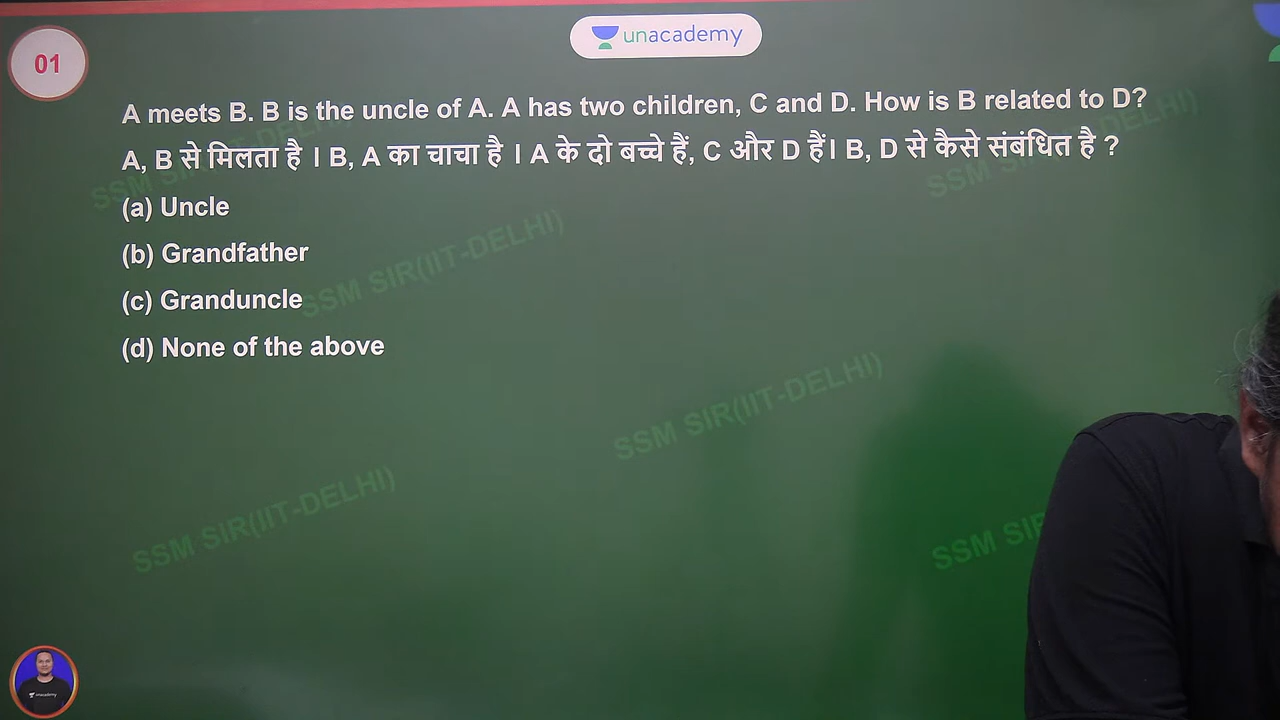 01
unacademy
A meets B. B is the uncle of A. A has two children, C and D. How is B related to D?
A, B से मिलता है । B, A का चाचा है । A के दो बच्चे हैं, C और D हैं। B, D से कैसे संबंधित है ?
(a) Uncle
(b) Grandfather
(c) Granduncle
(d) None of the above
SSM SIR(IIT-DELHI)
SSM SIR(IIT-DELHI)
SSM SIR(IIT-DELHI)
unacademy